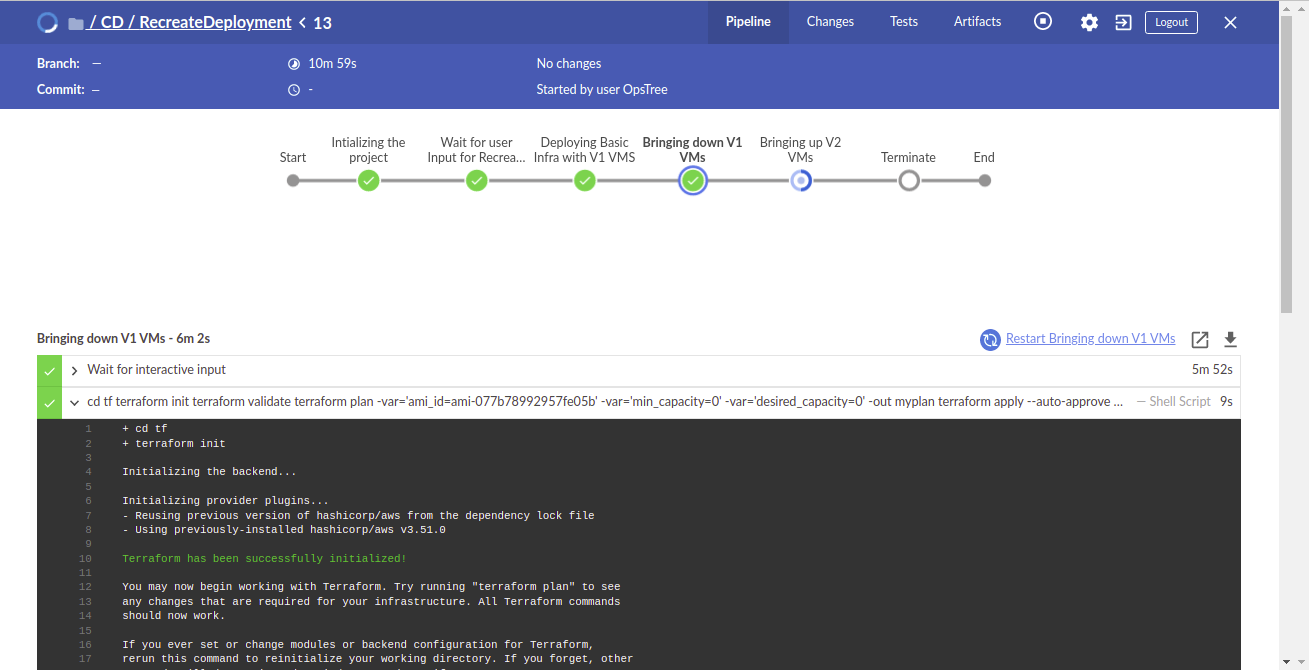 / CD / RecreateDeployment < 13
Pipeline Changes Tests Artifacts Logout
Branch: — 10m 59s No changes
Commit: — - Started by user OpsTree
Start
Intializing the project
Wait for user Input for Recrea...
Deploying Basic Infra with V1 VMS
Bringing down V1 VMs
Bringing up V2 VMs
Terminate
End
Bringing down V1 VMs - 6m 2s Restart Bringing down V1 VMs
Wait for interactive input 5m 52s
cd tf terraform init terraform validate terraform plan -var='ami_id=ami-077b78992957fe05b' -var='min_capacity=0' -var='desired_capacity=0' -out myplan terraform apply --auto-approve ... — Shell Script 9s
1 + cd tf
2 + terraform init
3
4 Initializing the backend...
5
6 Initializing provider plugins...
7 - Reusing previous version of hashicorp/aws from the dependency lock file
8 - Using previously-installed hashicorp/aws v3.51.0
9
10 Terraform has been successfully initialized!
11
12 You may now begin working with Terraform. Try running "terraform plan" to see
13 any changes that are required for your infrastructure. All Terraform commands
14 should now work.
15
16 If you ever set or change modules or backend configuration for Terraform,
17 rerun this command to reinitialize your working directory. If you forget, other